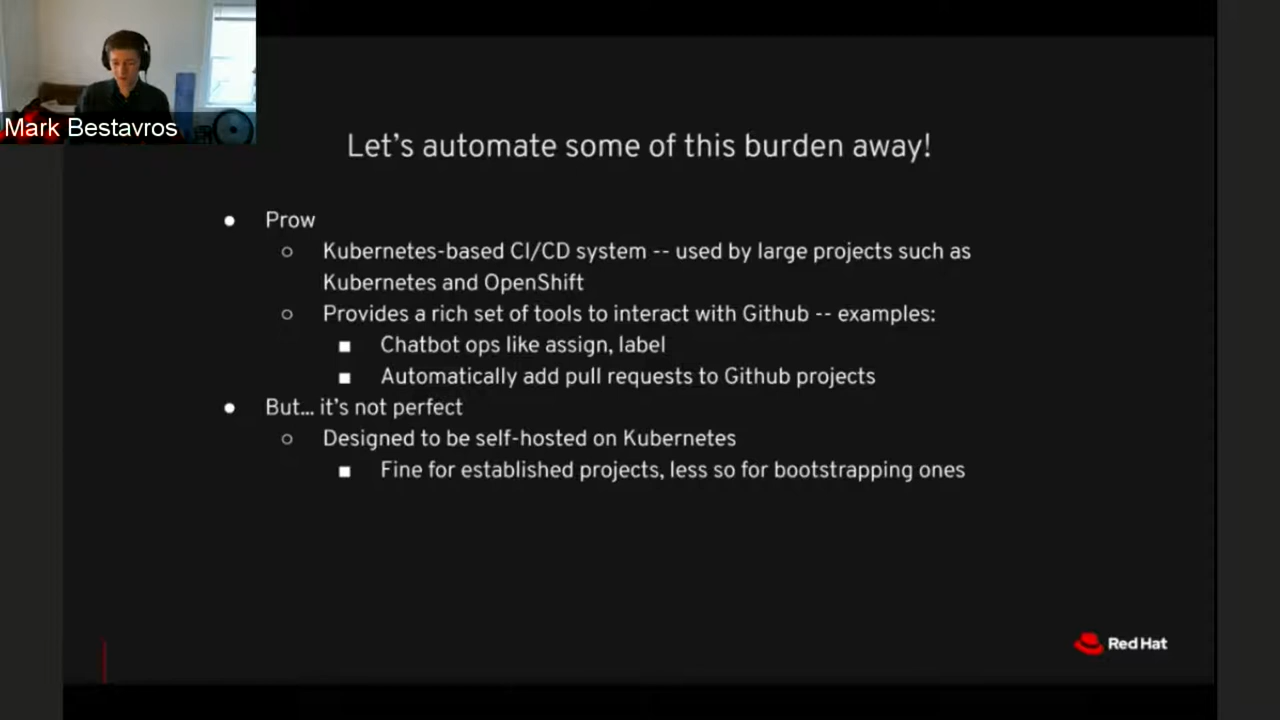 Mark Bestavros
Let's automate some of this burden away!
● Prow
○ Kubernetes-based CI/CD system -- used by large projects such as
Kubernetes and OpenShift
○ Provides a rich set of tools to interact with Github -- examples:
■ Chatbot ops like assign, label
■ Automatically add pull requests to Github projects
● But... it's not perfect
○ Designed to be self-hosted on Kubernetes
■ Fine for established projects, less so for bootstrapping ones
Red Hat